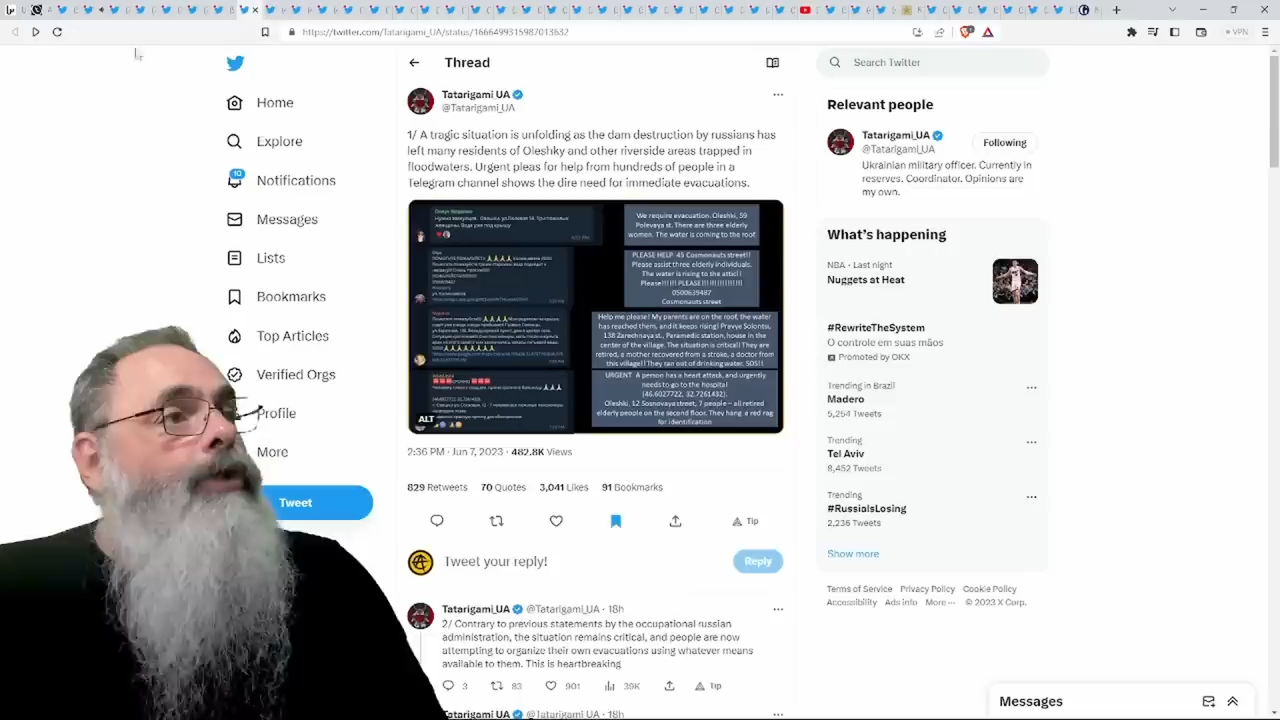 https://twitter.com/Tatarigami_UA/status/1666499315987013632
VPN
Home
Explore
10
Notifications
Messages
Lists
Bookmarks
Top Articles
Verified Orgs
Profile
More
Tweet
Thread
Tatarigami_UA
@Tatarigami_UA
1/ A tragic situation is unfolding as the dam destruction by russians has
left many residents of Oleshky and other riverside areas trapped in
floodwaters. Urgent pleas for help from hundreds of people in a
Telegram channel shows the dire need for immediate evacuations.
We require evacuation. Oleshki, 59
Polevaya st. There are three elderly
women. The water is coming to the roof
PLEASE HELP 45 Cosmonauts street!!
Please assist three elderly individuals.
The water is rising to the attic!!
0500639487
Cosmonauts street
Help me please! My parents are on the roof, the water
has reached them, and it keeps rising! Prevye Solontsi,
138 Zarechnaya st., Paramedic station, house in the
center of the village. The situation is critical! They are
retired, a mother recovered from a stroke, a doctor from
this village!! They ran out of drinking water. SOS!!
URGENT A person has a heart attack, and urgently
needs to go to the hospital
(46.6027722, 32.7261432).
Oleshki, 12 Sosnovaya street, 7 people – all retired
elderly people on the second floor. They hang a red rag
for identification
ALT
2:36 PM · Jun 7, 2023 · 482.8K Views
829 Retweets 70 Quotes 3,041 Likes 91 Bookmarks
Tip
Tweet your reply!
Reply
Tatarigami_UA @Tatarigami_UA · 18h
2/ Contrary to previous statements by the occupational russian
administration, the situation remains critical, and people are now
attempting to organize their own evacuations using whatever means
available to them. This is heartbreaking
3 83 901 39K Tip
Tatarigami_UA @Tatarigami_UA · 18h
Search Twitter
Relevant people
Tatarigami_UA
@Tatarigami_UA
Following
Ukrainian military officer. Currently in
reserves. Coordinator. Opinions are
my own.
What's happening
NBA · Last night
Nuggets at Heat
#RewriteTheSystem
O controle em suas mãos
Promoted by OKX
Trending in Brazil
Madero
5,254 Tweets
Trending
Tel Aviv
8,452 Tweets
Trending
#RussiaIsLosing
2,236 Tweets
Show more
Terms of Service Privacy Policy Cookie Policy
Accessibility Ads info More ··· © 2023 X Corp.
Messages